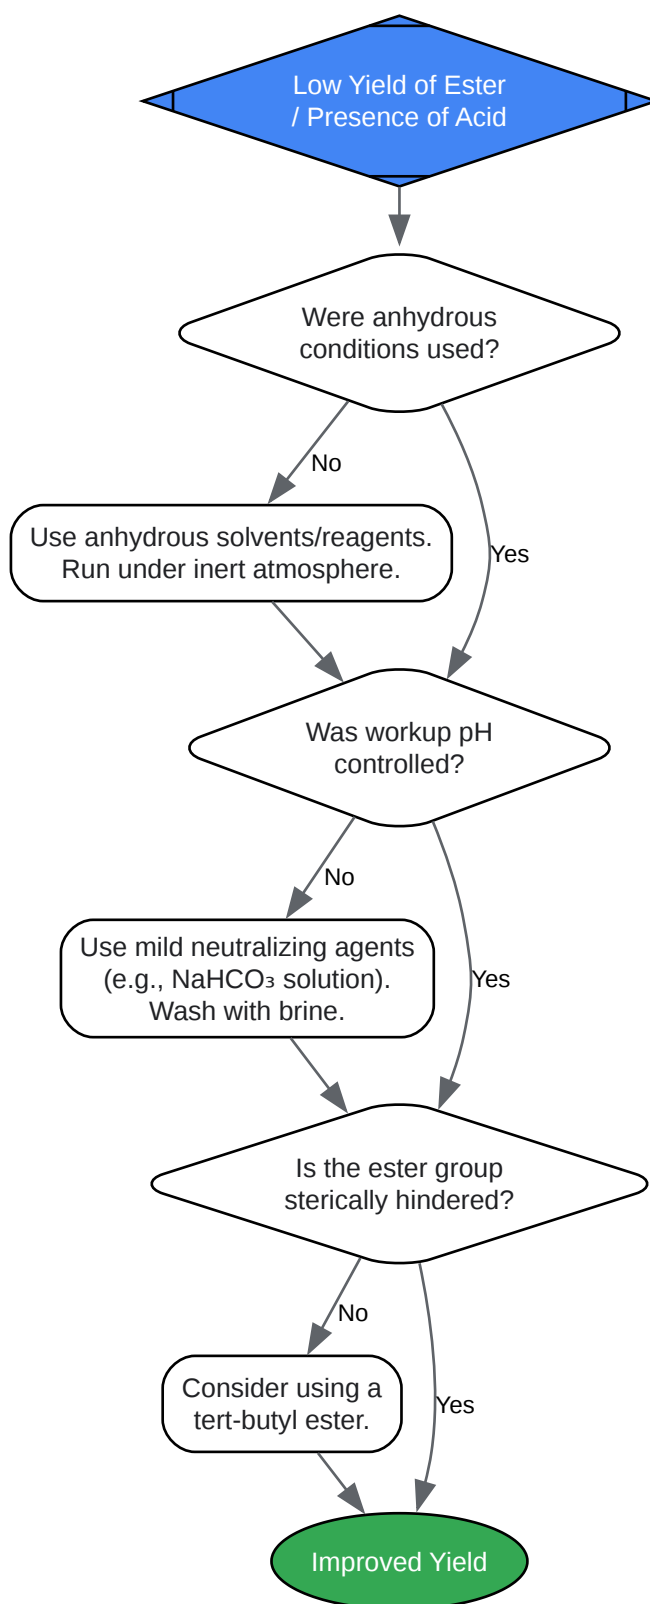 Low Yield of Ester
/ Presence of Acid
Were anhydrous
conditions used?
No
Use anhydrous solvents/reagents.
Run under inert atmosphere.
Yes
Was workup pH
controlled?
No
Use mild neutralizing agents
(e.g., NaHCO₃ solution).
Wash with brine.
Yes
Is the ester group
sterically hindered?
No
Consider using a
tert-butyl ester.
Yes
Improved Yield